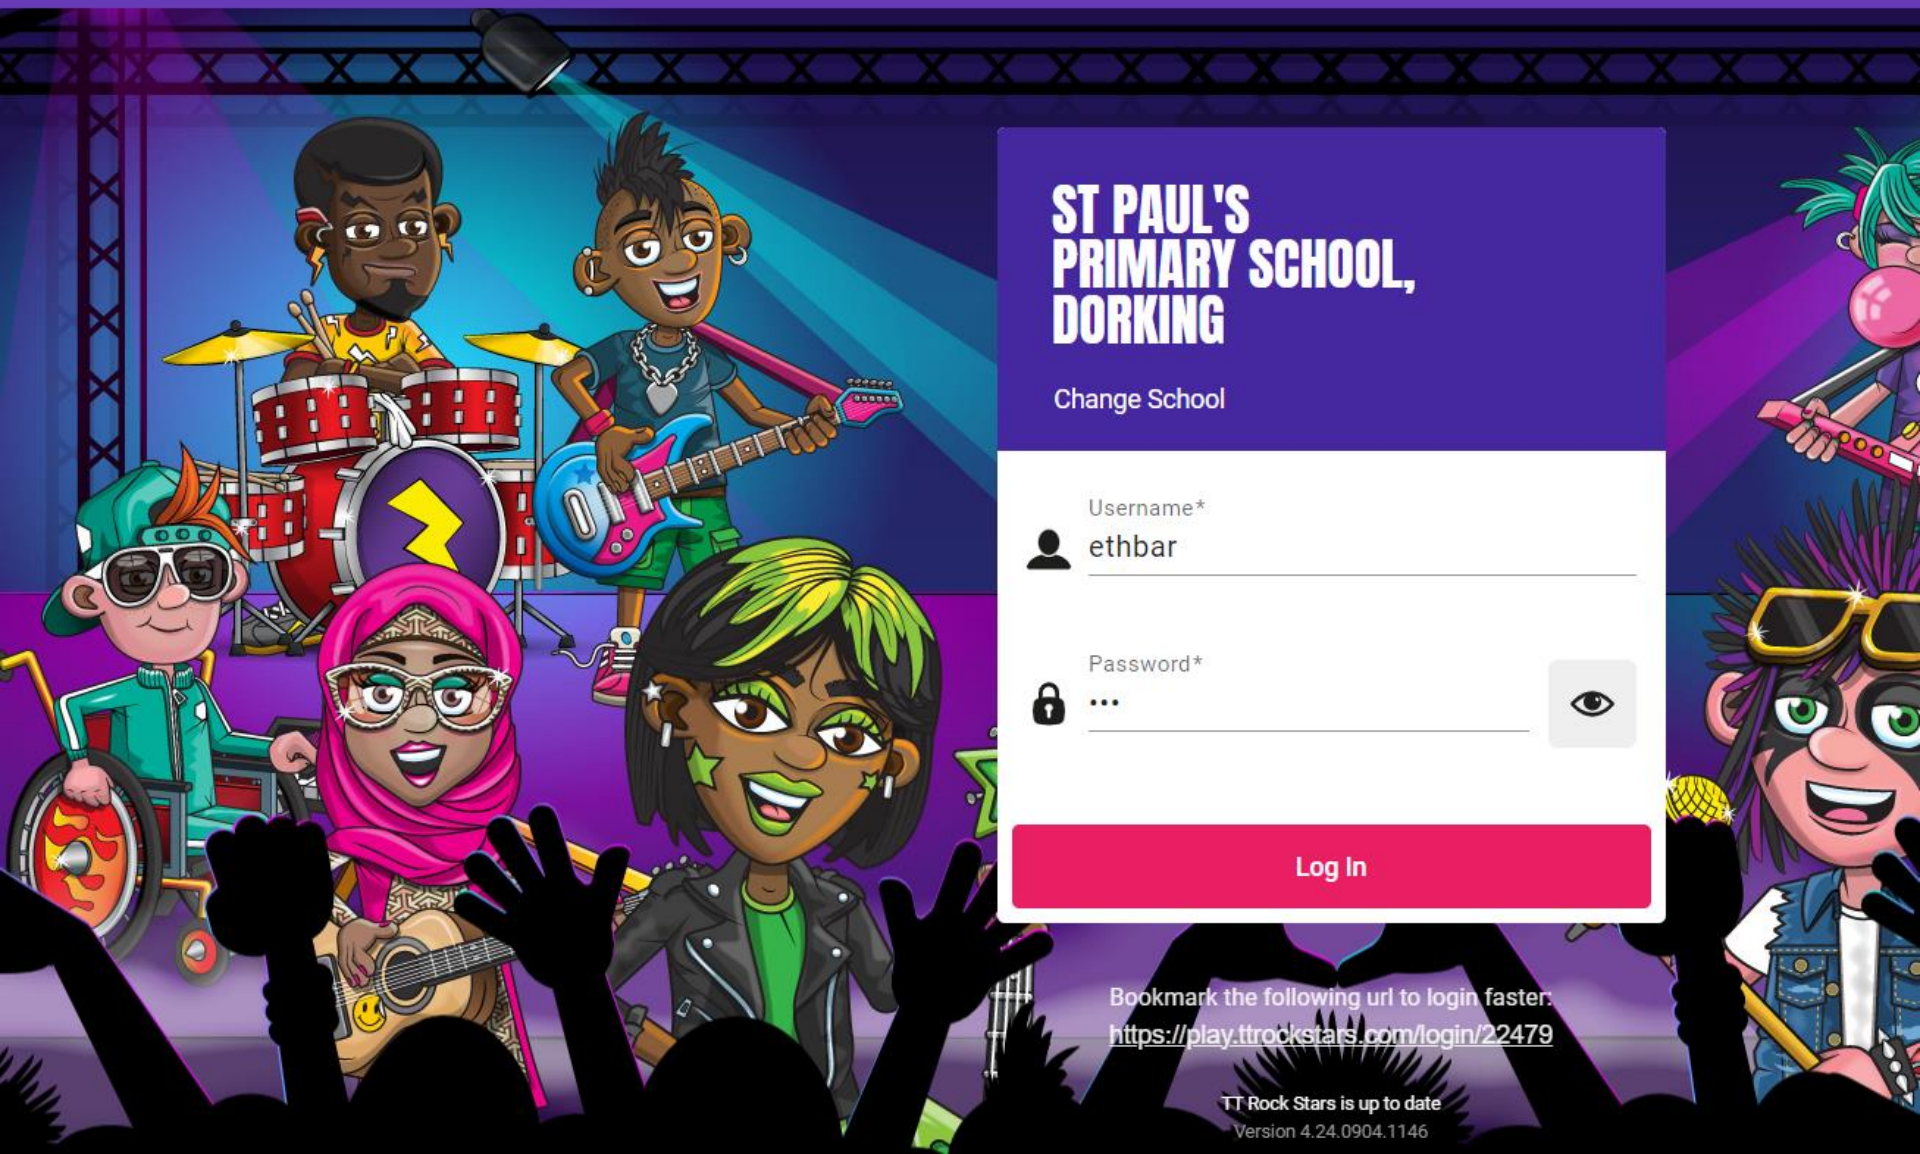 ST PAUL'S
PRIMARY SCHOOL,
DORKING
Change School
Username*
ethbar
Password*
•••
Log In
Bookmark the following url to login faster:
https://play.ttrockstars.com/login/22479
TT Rock Stars is up to date
Version 4.24.0904.1146